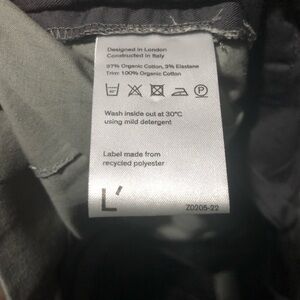 Designed in London
Constructed in Italy
97% Organic Cotton, 3% Elastane
Trim: 100% Organic Cotton
Wash inside out at 30°C
using mild detergent
Label made from
recycled polyester
L′
Z0205-22